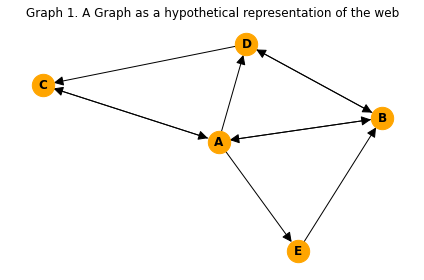 Graph 1. A Graph as a hypothetical representation of the web
D
C
B
A
E